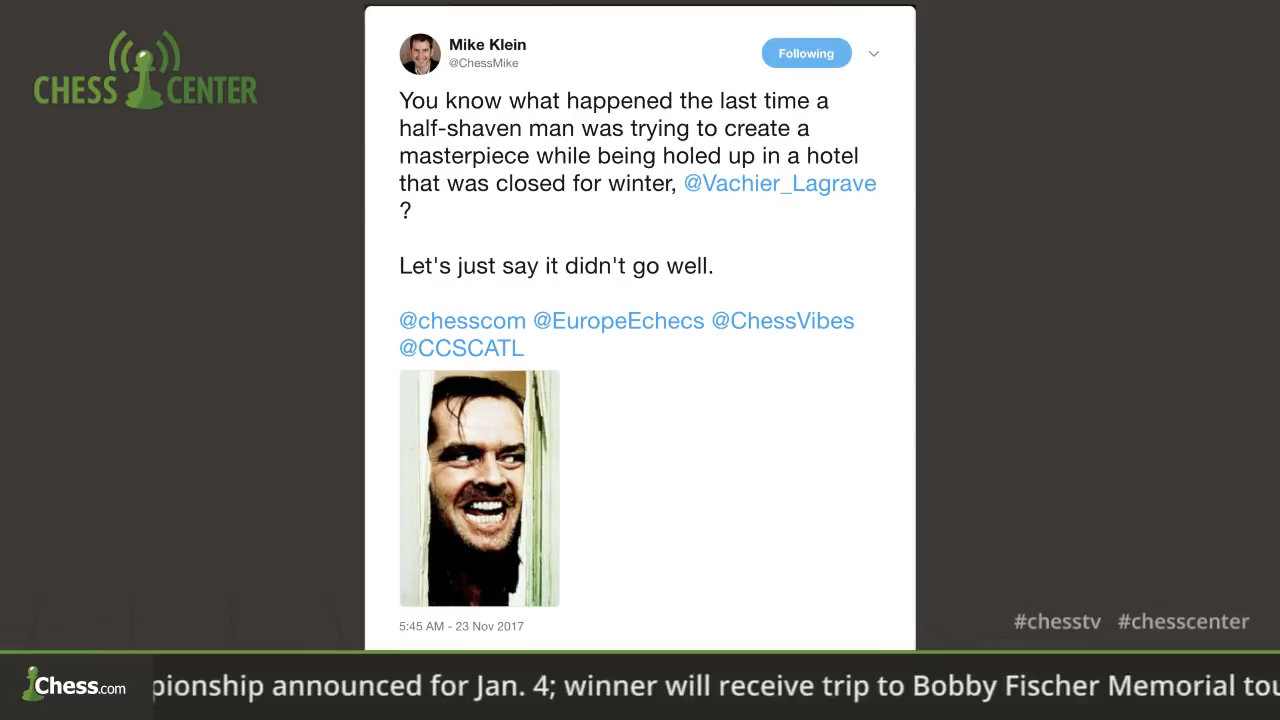 CHESS CENTER
Mike Klein
@ChessMike
Following
You know what happened the last time a
half-shaven man was trying to create a
masterpiece while being holed up in a hotel
that was closed for winter, @Vachier_Lagrave
?
Let's just say it didn't go well.
@chesscom @EuropeEchecs @ChessVibes
@CCSCATL
5:45 AM - 23 Nov 2017
#chesstv #chesscenter
Chess.com
pionship announced for Jan. 4; winner will receive trip to Bobby Fischer Memorial tou